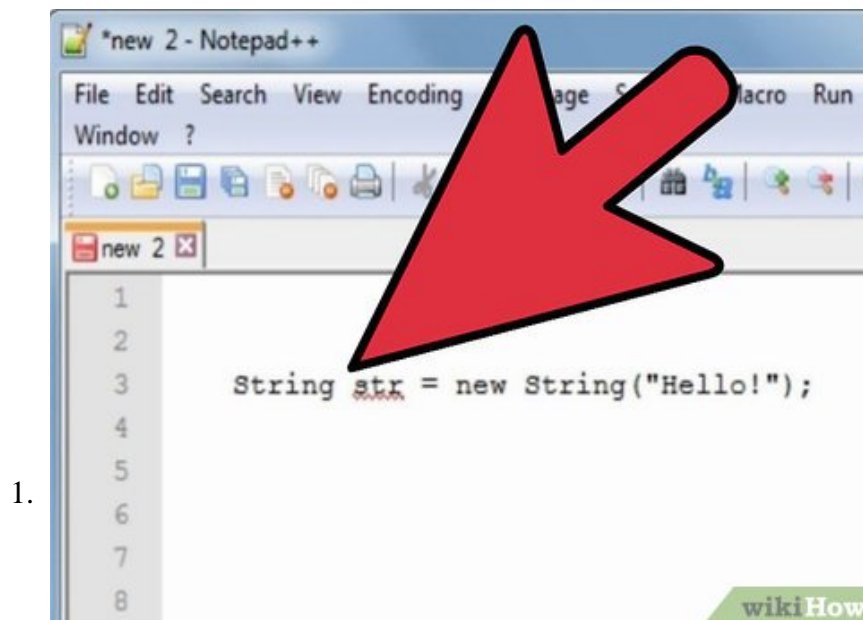 *new 2 - Notepad++
File Edit Search View Encoding Macro Run
Window ?
new 2
1
2
3 String str = new String("Hello!");
4
5
1.
6
7
8
wikiHow